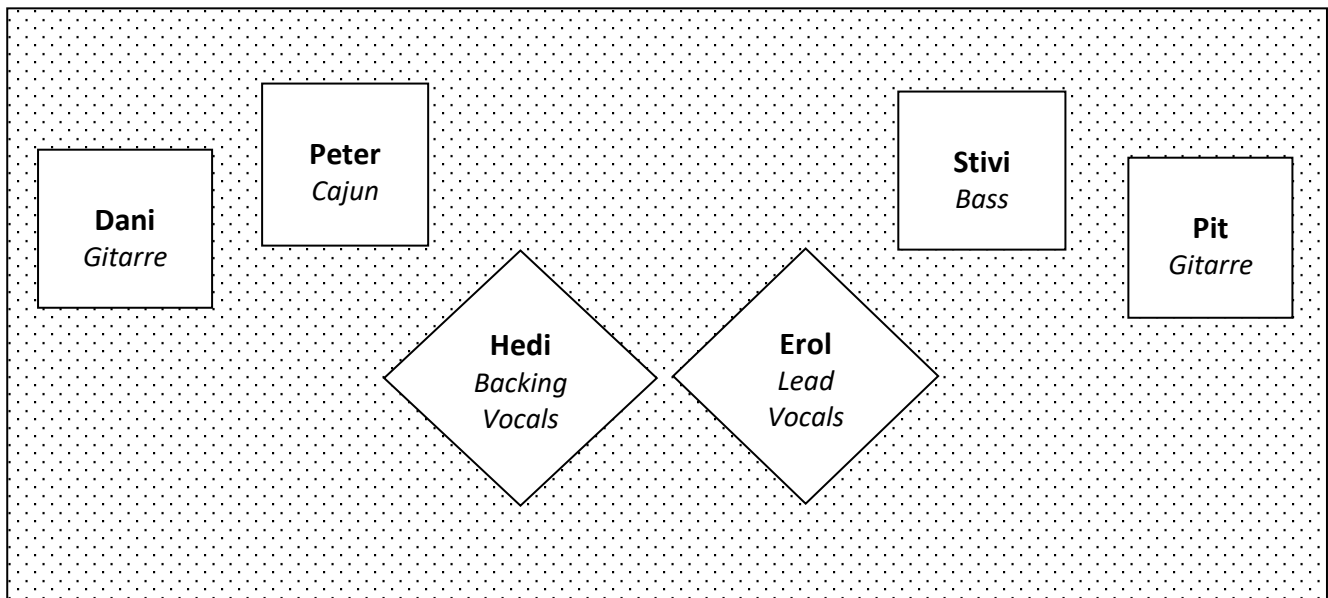 Dani
Gitarre
Peter
Cajun
Hedi
Backing
Vocals
Erol
Lead
Vocals
Stivi
Bass
Pit
Gitarre